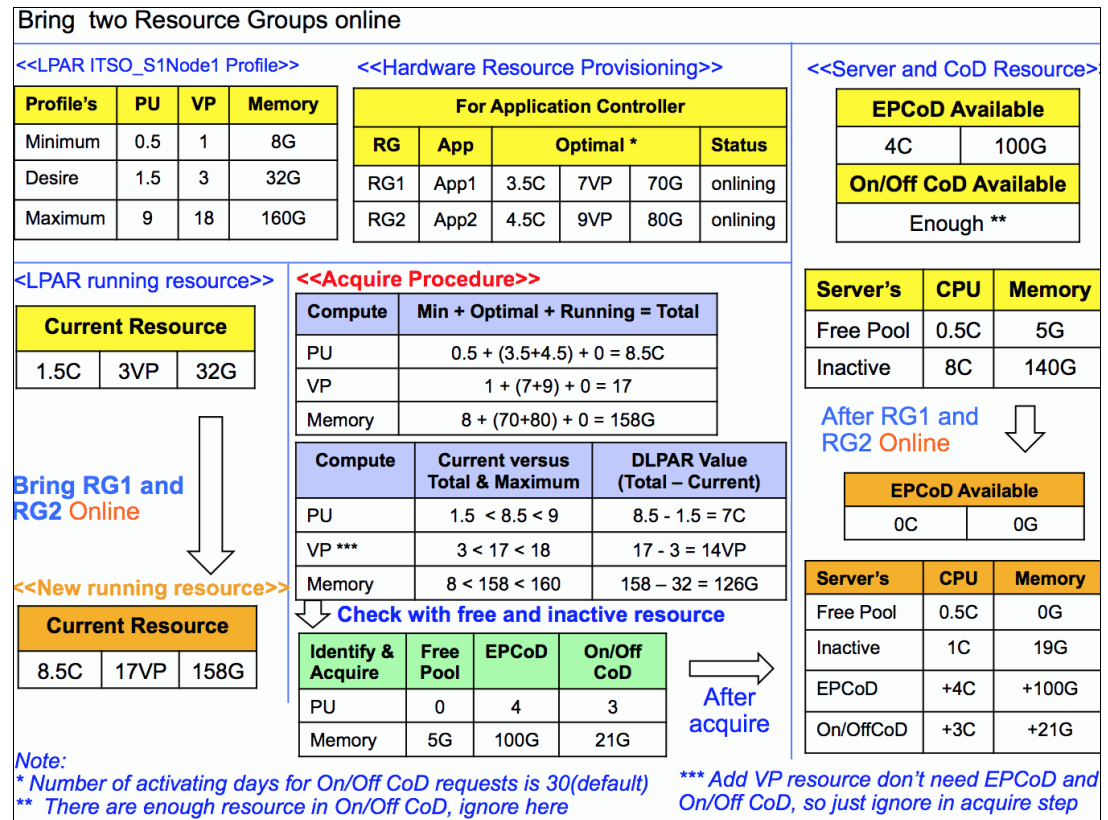 Bring two Resource Groups online
<<LPAR ITSO_S1Node1 Profile>>
Profile's PU VP Memory
Minimum 0.5 1 8G
Desire 1.5 3 32G
Maximum 9 18 160G
<<Hardware Resource Provisioning>>
For Application Controller
RG App Optimal * Status
RG1 App1 3.5C 7VP 70G onlining
RG2 App2 4.5C 9VP 80G onlining
<<Server and CoD Resource>
EPCoD Available
4C 100G
On/Off CoD Available
Enough **
<LPAR running resource>>
Current Resource
1.5C 3VP 32G
Bring RG1 and
RG2 Online
<<New running resource>>
Current Resource
8.5C 17VP 158G
<<Acquire Procedure>>
Compute Min + Optimal + Running = Total
PU 0.5 + (3.5+4.5) + 0 = 8.5C
VP 1 + (7+9) + 0 = 17
Memory 8 + (70+80) + 0 = 158G
Compute Current versus Total & Maximum DLPAR Value (Total – Current)
PU 1.5 < 8.5 < 9 8.5 - 1.5 = 7C
VP *** 3 < 17 < 18 17 - 3 = 14VP
Memory 8 < 158 < 160 158 – 32 = 126G
Check with free and inactive resource
Identify & Acquire Free Pool EPCoD On/Off CoD
PU 0 4 3
Memory 5G 100G 21G
After
acquire
Server's CPU Memory
Free Pool 0.5C 5G
Inactive 8C 140G
After RG1 and
RG2 Online
EPCoD Available
0C 0G
Server's CPU Memory
Free Pool 0.5C 0G
Inactive 1C 19G
EPCoD +4C +100G
On/OffCoD +3C +21G
Note:
* Number of activating days for On/Off CoD requests is 30(default)
** There are enough resource in On/Off CoD, ignore here
*** Add VP resource don't need EPCoD and
On/Off CoD, so just ignore in acquire step